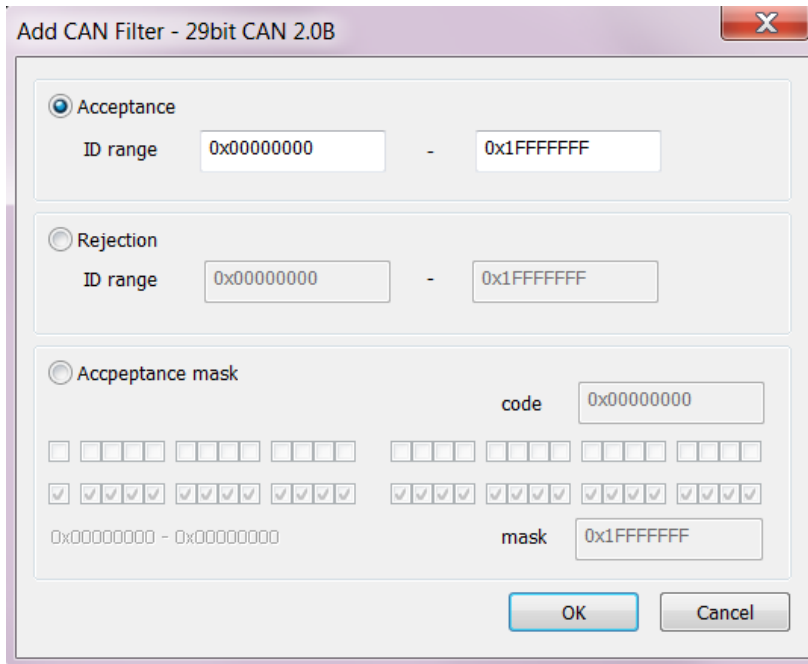 Add CAN Filter - 29bit CAN 2.0B
Acceptance
ID range 0x00000000 - 0x1FFFFFFF
Rejection
ID range 0x00000000 - 0x1FFFFFFF
Accpeptance mask
code 0x00000000
0x00000000 - 0x00000000 mask 0x1FFFFFFF
OK Cancel